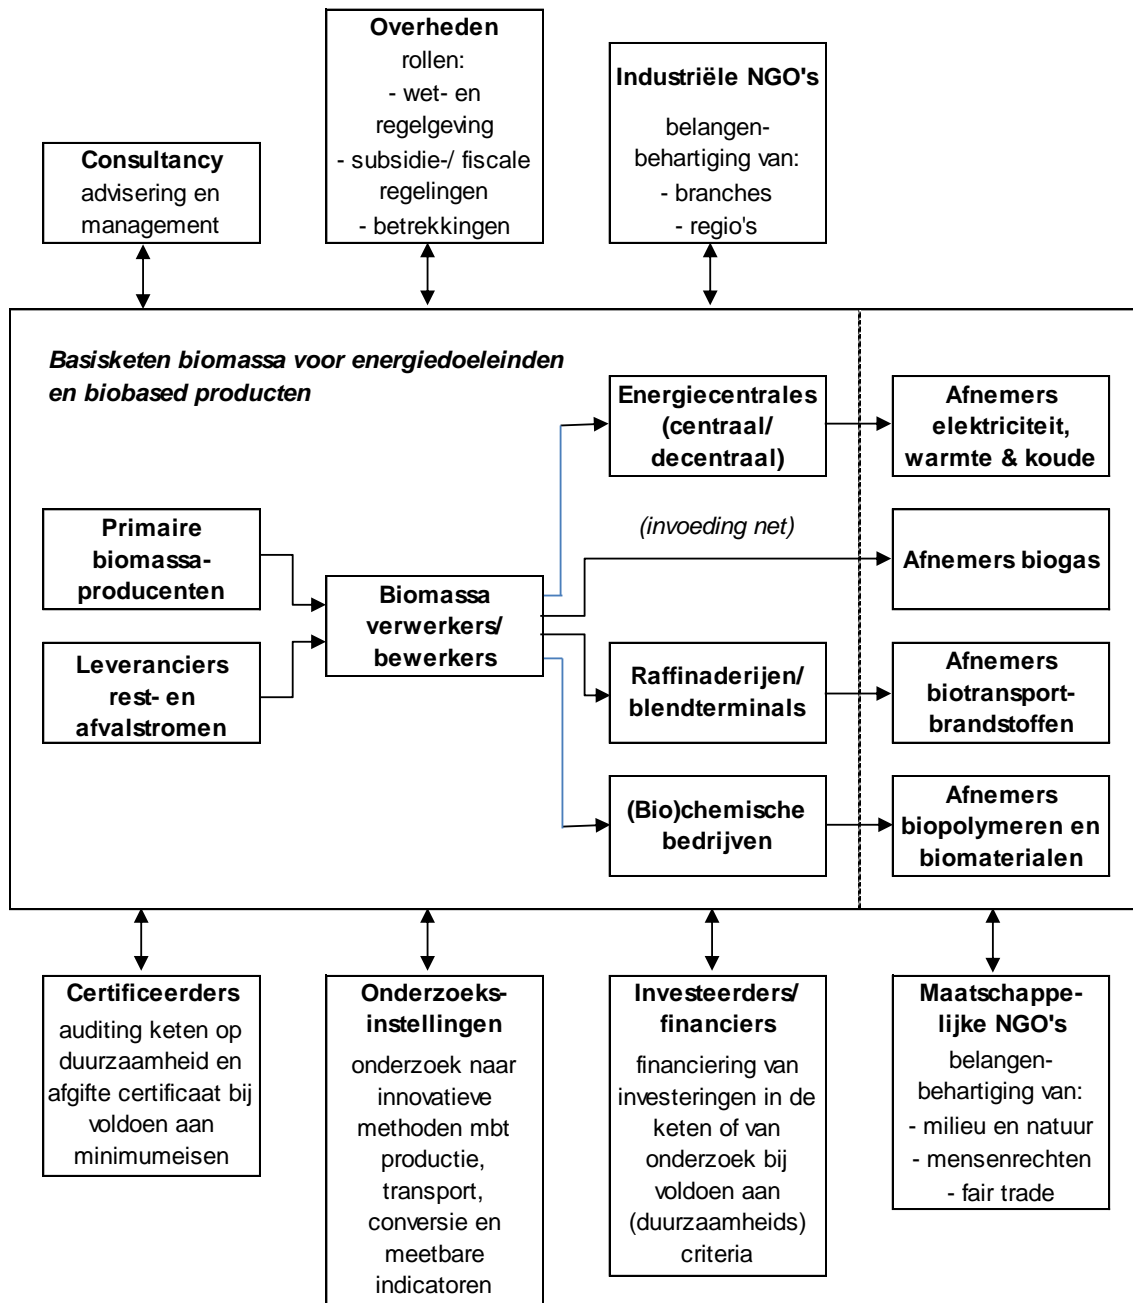 Overheden
rollen:
- wet- en
regelgeving
- subsidie-/ fiscale
regelingen
- betrekkingen
Industriële NGO's
belangen-
behartiging van:
- branches
- regio's
Consultancy
advisering en
management
Basisketen biomassa voor energiedoeleinden
en biobased producten
Energiecentrales
(centraal/
decentraal)
Afnemers
elektriciteit,
warmte & koude
Primaire
biomassa-
producenten
(invoeding net)
Afnemers biogas
Biomassa
verwerkers/
bewerkers
Leveranciers
rest- en
afvalstromen
Raffinaderijen/
blendterminals
Afnemers
biotransport-
brandstoffen
(Bio)chemische
bedrijven
Afnemers
biopolymeren en
biomaterialen
Certificeerders
auditing keten op
duurzaamheid en
afgifte certificaat bij
voldoen aan
minimumeisen
Onderzoeks-
instellingen
onderzoek naar
innovatieve
methoden mbt
productie,
transport,
conversie en
meetbare
indicatoren
Investeerders/
financiers
financiering van
investeringen in de
keten of van
onderzoek bij
voldoen aan
(duurzaamheids)
criteria
Maatschappe-
lijke NGO's
belangen-
behartiging van:
- milieu en natuur
- mensenrechten
- fair trade